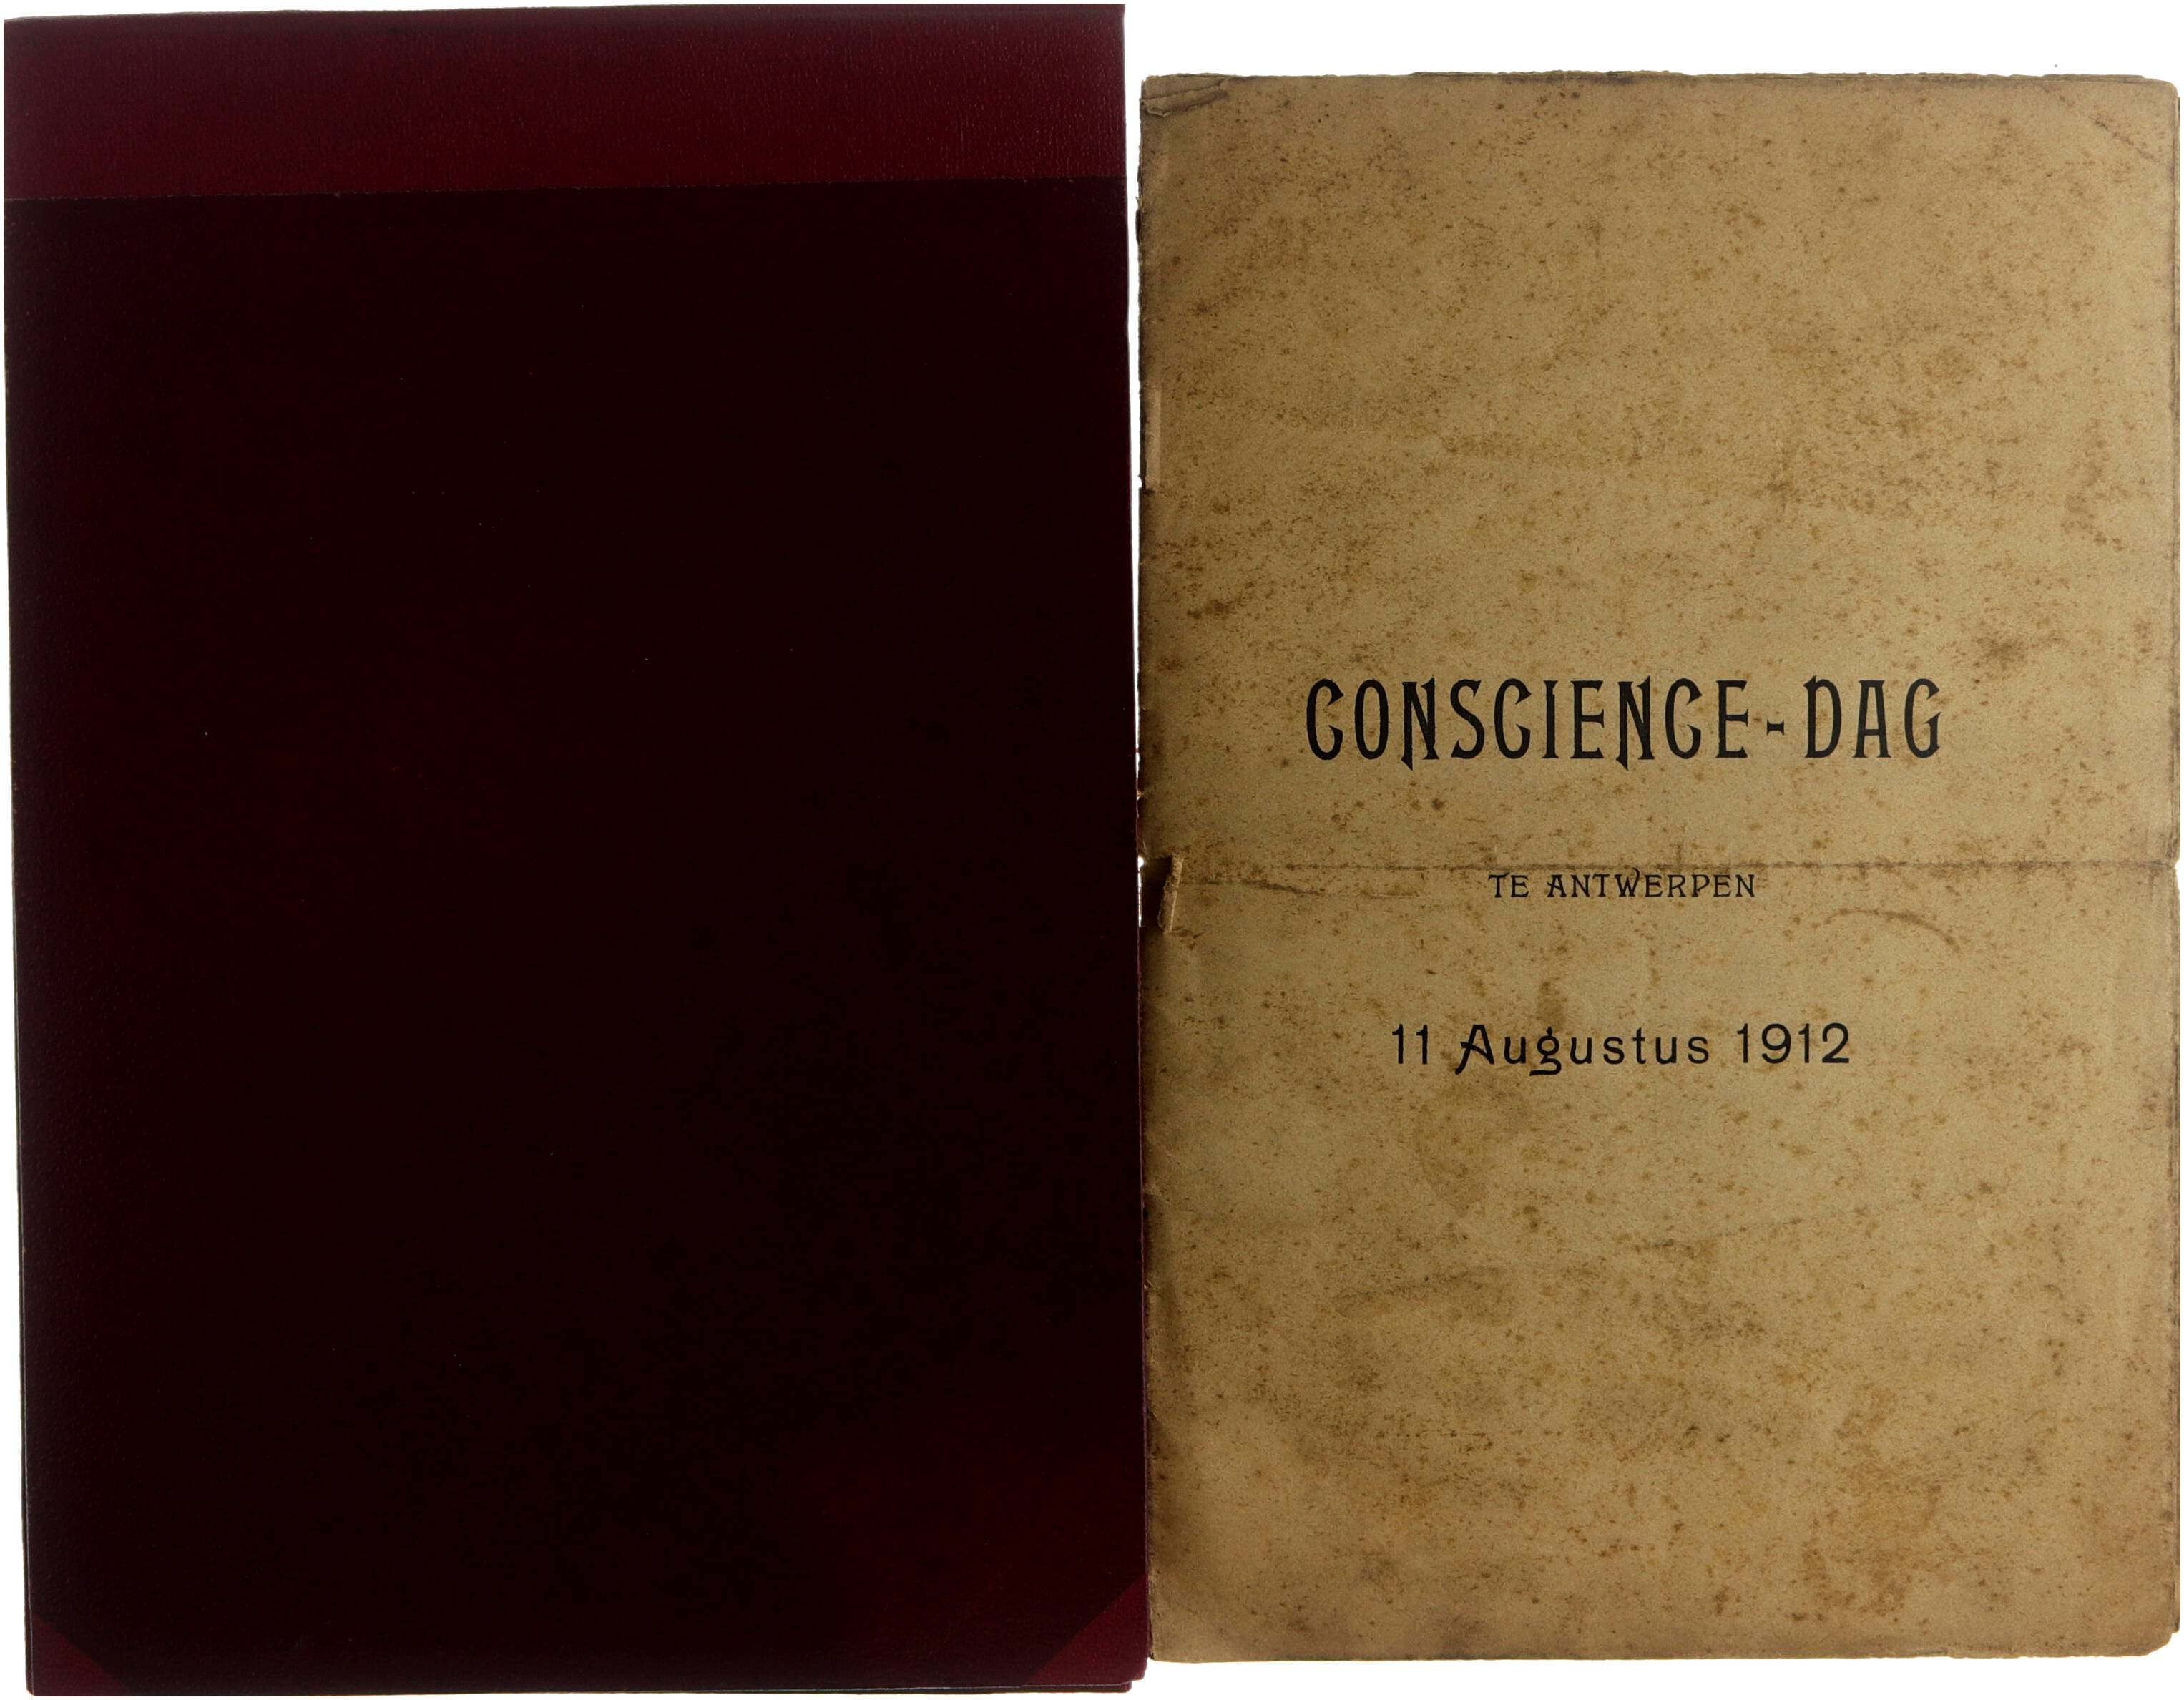 CONSCIENCE-DAG
TE ANTWERPEN
11 Augustus 1912